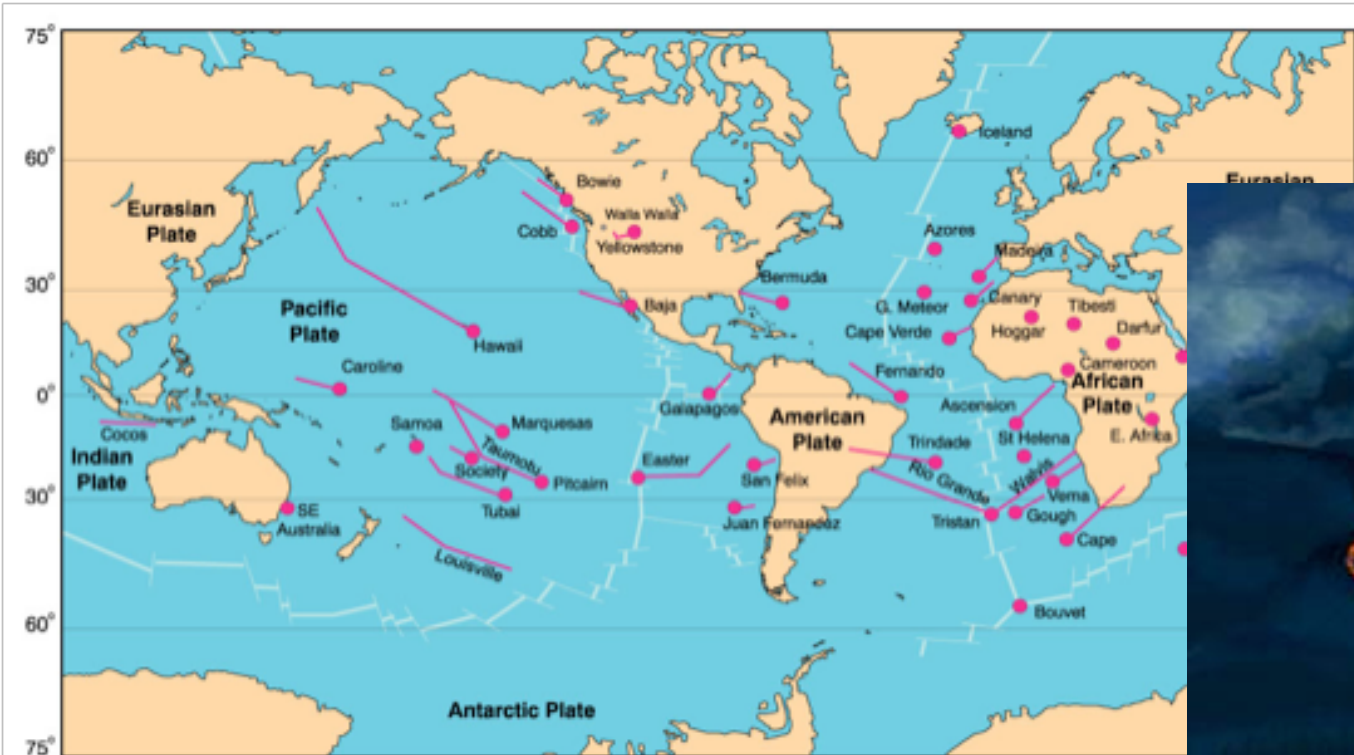 75°
60°
30°
0°
30°
60°
75°
Iceland
Eurasian
Bowie
Walla Walla
Cobb
Yellowstone
Eurasian
Plate
Azores
Madeira
Bermuda
G. Meteor
Canary
Tibesti
Baja
Cape Verde
Hoggar
Darfur
Pacific
Plate
Hawaii
Caroline
Cameroon
Fernando
African
Plate
Galapagos
Ascension
American
Plate
Samoa
Marquesas
Cocos
St Helena
E. Africa
Trindade
Indian
Plate
Taumotu
Society
Easter
Rio Grande
Walvis
Pitcairn
San Felix
Verna
Tubai
SE
Australia
Juan Fernandez
Tristan
Gough
Cape
Louisville
Bouvet
Antarctic Plate